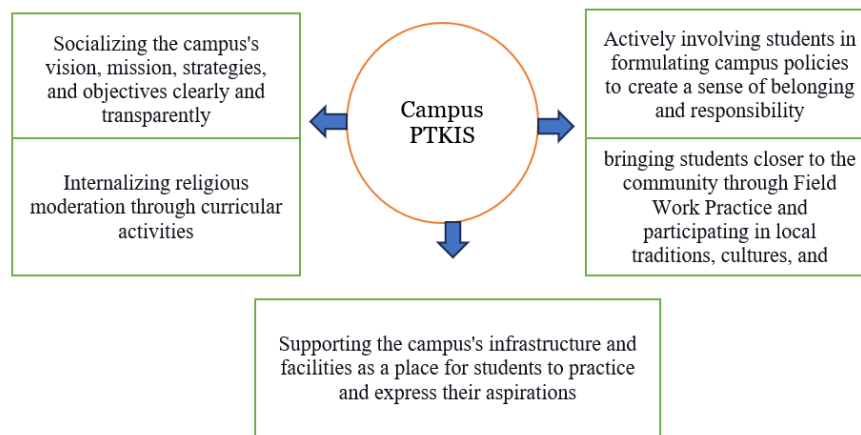 Socializing the campus's
vision, mission, strategies,
and objectives clearly and
transparently
Internalizing religious
moderation through curricular
activities
Campus
PTKIS
Actively involving students in
formulating campus policies
to create a sense of belonging
and responsibility
bringing students closer to the
community through Field
Work Practice and
participating in local
traditions, cultures, and
Supporting the campus's infrastructure and
facilities as a place for students to practice
and express their aspirations